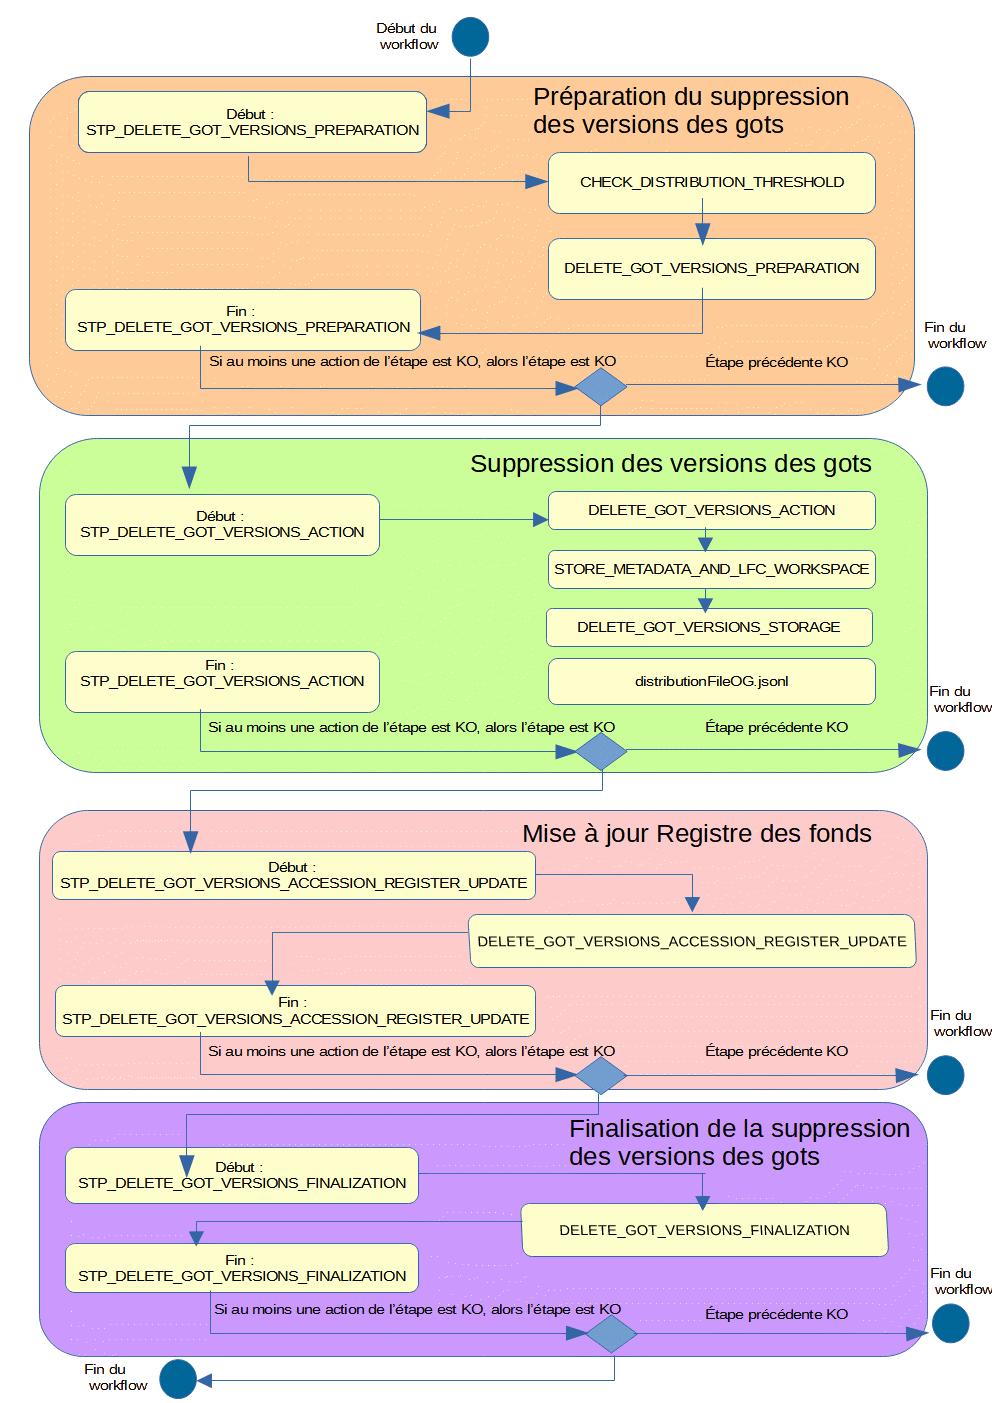 Début du
workflow
Préparation du suppression
des versions des gots
Début :
STP_DELETE_GOT_VERSIONS_PREPARATION
CHECK_DISTRIBUTION_THRESHOLD
DELETE_GOT_VERSIONS_PREPARATION
Fin :
STP_DELETE_GOT_VERSIONS_PREPARATION
Si au moins une action de l’étape est KO, alors l’étape est KO
Étape précédente KO
Fin du
workflow
Suppression des versions des gots
Début :
STP_DELETE_GOT_VERSIONS_ACTION
DELETE_GOT_VERSIONS_ACTION
STORE_METADATA_AND_LFC_WORKSPACE
DELETE_GOT_VERSIONS_STORAGE
distributionFileOG.jsonl
Fin :
STP_DELETE_GOT_VERSIONS_ACTION
Si au moins une action de l’étape est KO, alors l’étape est KO
Étape précédente KO
Fin du
workflow
Mise à jour Registre des fonds
Début :
STP_DELETE_GOT_VERSIONS_ACCESSION_REGISTER_UPDATE
DELETE_GOT_VERSIONS_ACCESSION_REGISTER_UPDATE
Fin :
STP_DELETE_GOT_VERSIONS_ACCESSION_REGISTER_UPDATE
Si au moins une action de l’étape est KO, alors l’étape est KO
Étape précédente KO
Fin du
workflow
Finalisation de la suppression
des versions des gots
Début :
STP_DELETE_GOT_VERSIONS_FINALIZATION
DELETE_GOT_VERSIONS_FINALIZATION
Fin :
STP_DELETE_GOT_VERSIONS_FINALIZATION
Si au moins une action de l’étape est KO, alors l’étape est KO
Étape précédente KO
Fin du
workflow
Fin du
workflow